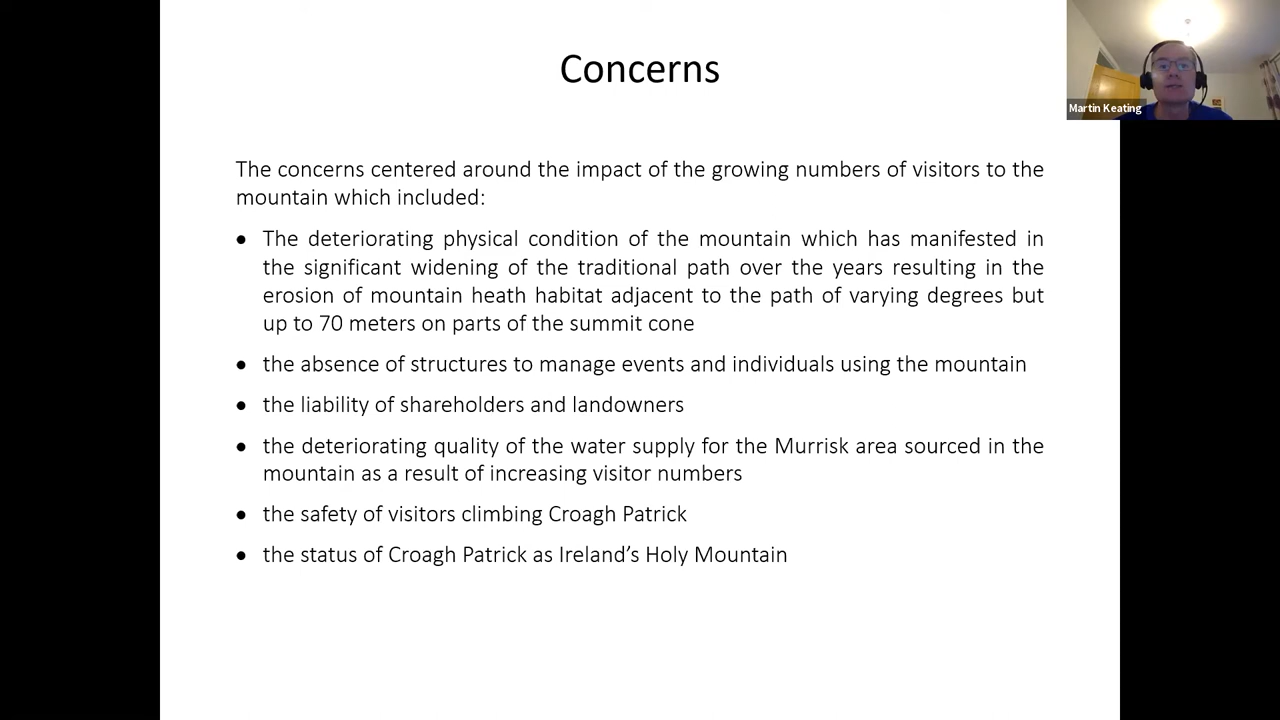 Concerns
Martin Keating
The concerns centered around the impact of the growing numbers of visitors to the
mountain which included:
• The deteriorating physical condition of the mountain which has manifested in
the significant widening of the traditional path over the years resulting in the
erosion of mountain heath habitat adjacent to the path of varying degrees but
up to 70 meters on parts of the summit cone
• the absence of structures to manage events and individuals using the mountain
• the liability of shareholders and landowners
• the deteriorating quality of the water supply for the Murrisk area sourced in the
mountain as a result of increasing visitor numbers
• the safety of visitors climbing Croagh Patrick
• the status of Croagh Patrick as Ireland’s Holy Mountain